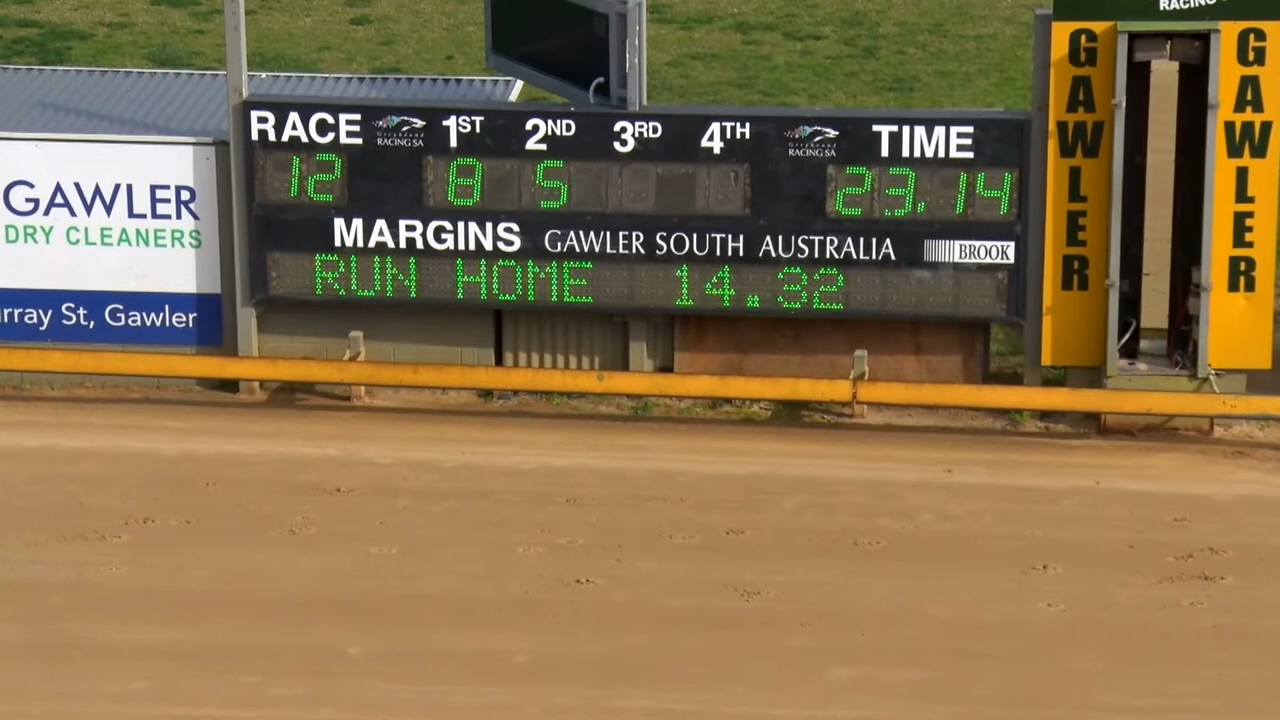 RACING
GAWLER
GAWLER
RACE 1ST 2ND 3RD 4TH TIME
Greyhound RACING SA
Greyhound RACING SA
12 8 5 23.14
MARGINS GAWLER SOUTH AUSTRALIA BROOK
RUN HOME 14.32
GAWLER
DRY CLEANERS
rray St, Gawler